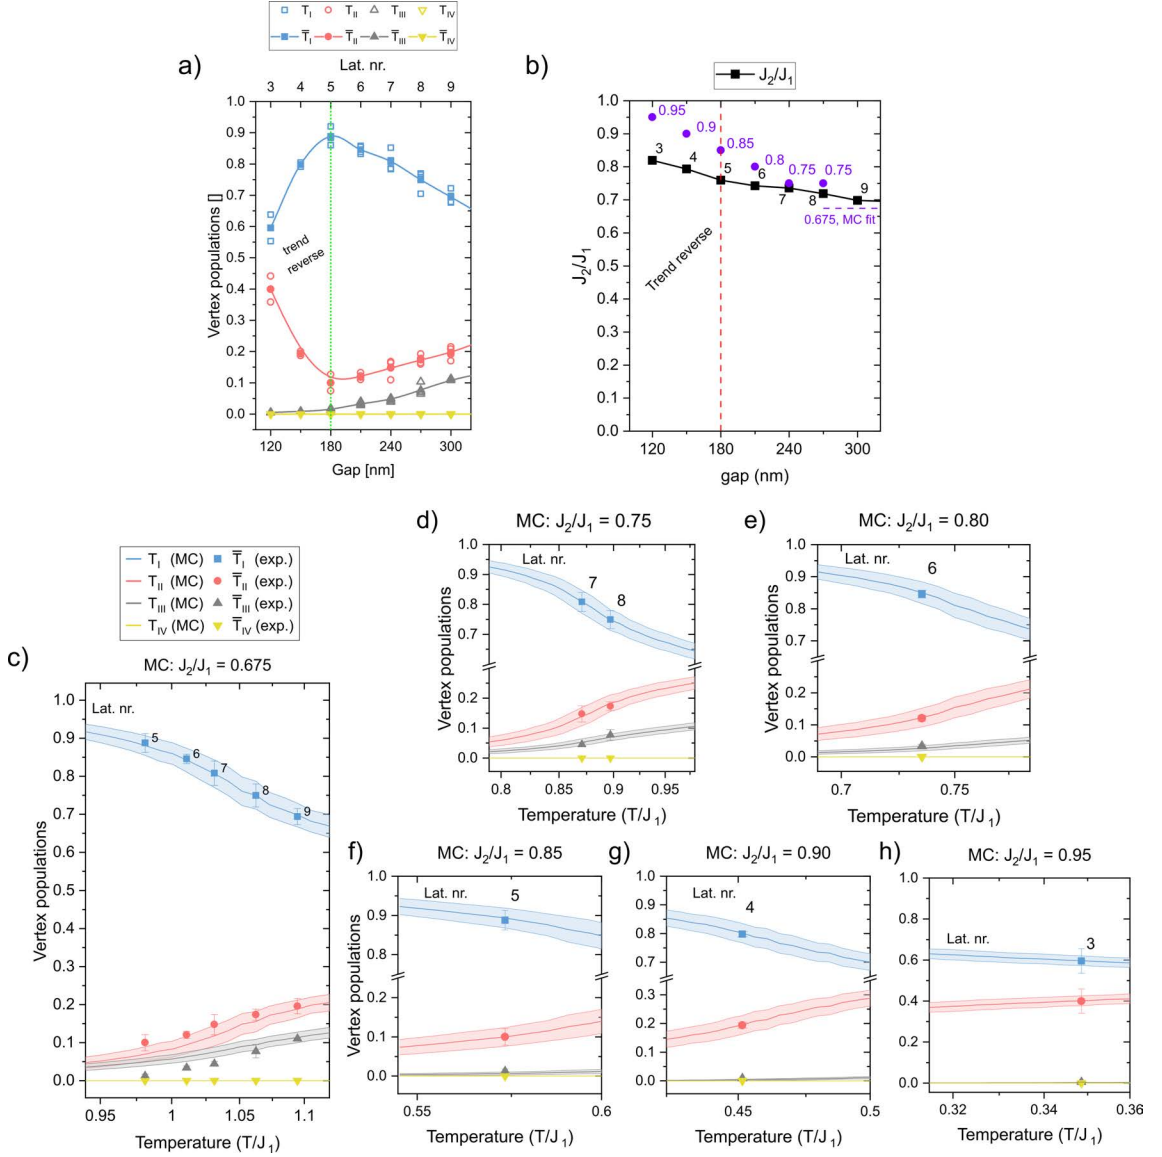 T_I T_II T_III T_IV
T̅_I T̅_II T̅_III T̅_IV
a)
Lat. nr.
3 4 5 6 7 8 9
1.0
0.9
0.8
0.7
0.6
0.5
0.4
0.3
0.2
0.1
0.0
Vertex populations []
trend
reverse
120 150 180 210 240 270 300
Gap [nm]
b)
J₂/J₁
1.0
0.9
0.8
0.7
0.6
0.5
0.4
0.3
0.2
0.1
0.0
J₂/J₁
0.95
0.9
0.85
0.8
0.75
0.75
3 4 5 6 7 8 9
0.675, MC fit
Trend reverse
120 150 180 210 240 270 300
gap (nm)
T_I (MC) T̅_I (exp.)
T_II (MC) T̅_II (exp.)
T_III (MC) T̅_III (exp.)
T_IV (MC) T̅_IV (exp.)
c)
MC: J₂/J₁ = 0.675
Lat. nr.
5 6 7 8 9
1.0
0.9
0.8
0.7
0.6
0.5
0.4
0.3
0.2
0.1
0.0
Vertex populations
0.95 1 1.05 1.1
Temperature (T/J₁)
d)
MC: J₂/J₁ = 0.75
Lat. nr.
7 8
1.0
0.9
0.8
0.7
0.2
0.1
0.0
Vertex populations
0.8 0.85 0.9 0.95
Temperature (T/J₁)
e)
MC: J₂/J₁ = 0.80
Lat. nr.
6
1.0
0.9
0.8
0.7
0.2
0.1
0.0
Vertex populations
0.7 0.75
Temperature (T/J₁)
f)
MC: J₂/J₁ = 0.85
Lat. nr.
5
1.0
0.9
0.8
0.2
0.1
0.0
Vertex populations
0.55 0.6
Temperature (T/J₁)
g)
MC: J₂/J₁ = 0.90
Lat. nr.
4
1.0
0.9
0.8
0.7
0.3
0.2
0.1
0.0
0.45 0.5
Temperature (T/J₁)
h)
MC: J₂/J₁ = 0.95
Lat. nr.
3
1.0
0.8
0.6
0.4
0.2
0.0
0.32 0.34 0.36
Temperature (T/J₁)